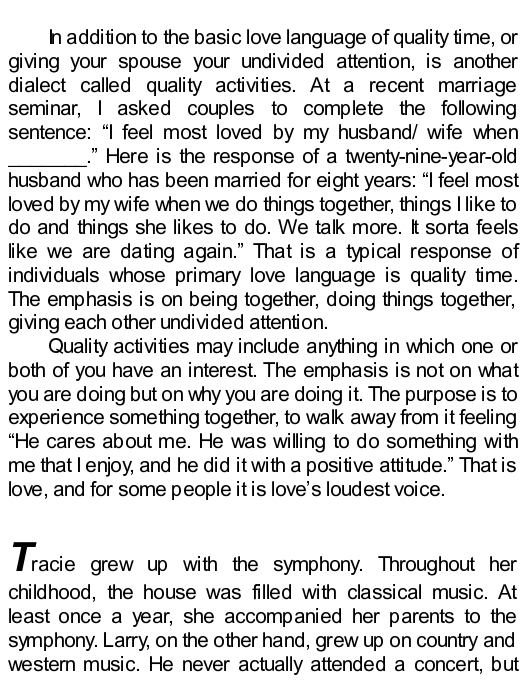 In addition to the basic love language of quality time, or
giving your spouse your undivided attention, is another
dialect called quality activities. At a recent marriage
seminar, I asked couples to complete the following
sentence: “I feel most loved by my husband/ wife when
________.” Here is the response of a twenty-nine-year-old
husband who has been married for eight years: “I feel most
loved by my wife when we do things together, things I like to
do and things she likes to do. We talk more. It sorta feels
like we are dating again.” That is a typical response of
individuals whose primary love language is quality time.
The emphasis is on being together, doing things together,
giving each other undivided attention.
Quality activities may include anything in which one or
both of you have an interest. The emphasis is not on what
you are doing but on why you are doing it. The purpose is to
experience something together, to walk away from it feeling
“He cares about me. He was willing to do something with
me that I enjoy, and he did it with a positive attitude.” That is
love, and for some people it is love’s loudest voice.
Tracie grew up with the symphony. Throughout her
childhood, the house was filled with classical music. At
least once a year, she accompanied her parents to the
symphony. Larry, on the other hand, grew up on country and
western music. He never actually attended a concert, but